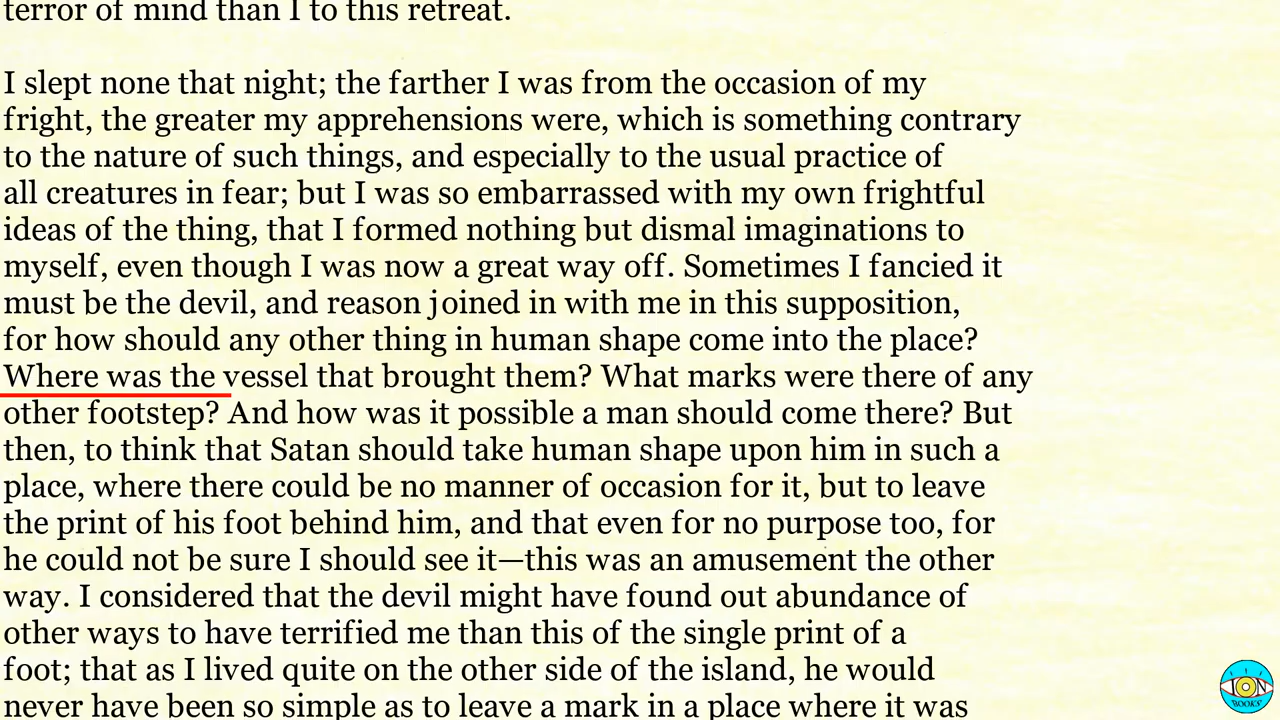 terror of mind than I to this retreat.
I slept none that night; the farther I was from the occasion of my
fright, the greater my apprehensions were, which is something contrary
to the nature of such things, and especially to the usual practice of
all creatures in fear; but I was so embarrassed with my own frightful
ideas of the thing, that I formed nothing but dismal imaginations to
myself, even though I was now a great way off. Sometimes I fancied it
must be the devil, and reason joined in with me in this supposition,
for how should any other thing in human shape come into the place?
Where was the vessel that brought them? What marks were there of any
other footstep? And how was it possible a man should come there? But
then, to think that Satan should take human shape upon him in such a
place, where there could be no manner of occasion for it, but to leave
the print of his foot behind him, and that even for no purpose too, for
he could not be sure I should see it—this was an amusement the other
way. I considered that the devil might have found out abundance of
other ways to have terrified me than this of the single print of a
foot; that as I lived quite on the other side of the island, he would
never have been so simple as to leave a mark in a place where it was
ION
BOOKS